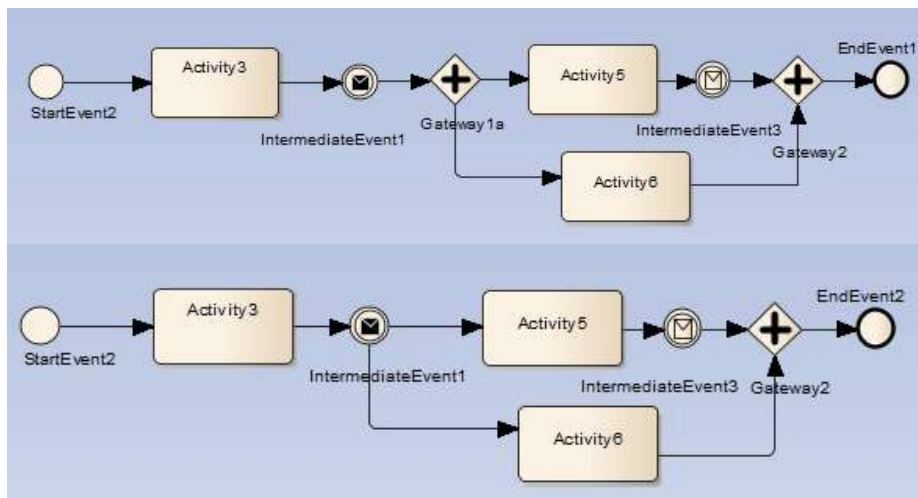 EndEvent1
Activity3
Activity5
StartEvent2
Gateway1a
IntermediateEvent1
IntermediateEvent3
Gateway2
Activity6
EndEvent2
Activity3
Activity5
StartEvent2
IntermediateEvent1
IntermediateEvent3
Gateway2
Activity6